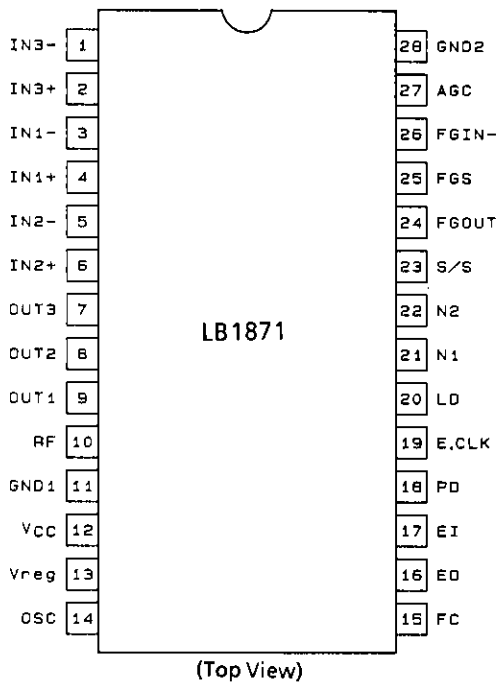 IN3- 1 28 GND2
IN3+ 2 27 AGC
IN1- 3 26 FGIN-
IN1+ 4 25 FGS
IN2- 5 24 FGOUT
IN2+ 6 23 S/S
OUT3 7 22 N2
LB1871
OUT2 8 21 N1
OUT1 9 20 LD
RF 10 19 E.CLK
GND1 11 18 PD
VCC 12 17 EI
Vreg 13 16 EO
OSC 14 15 FC
(Top View)